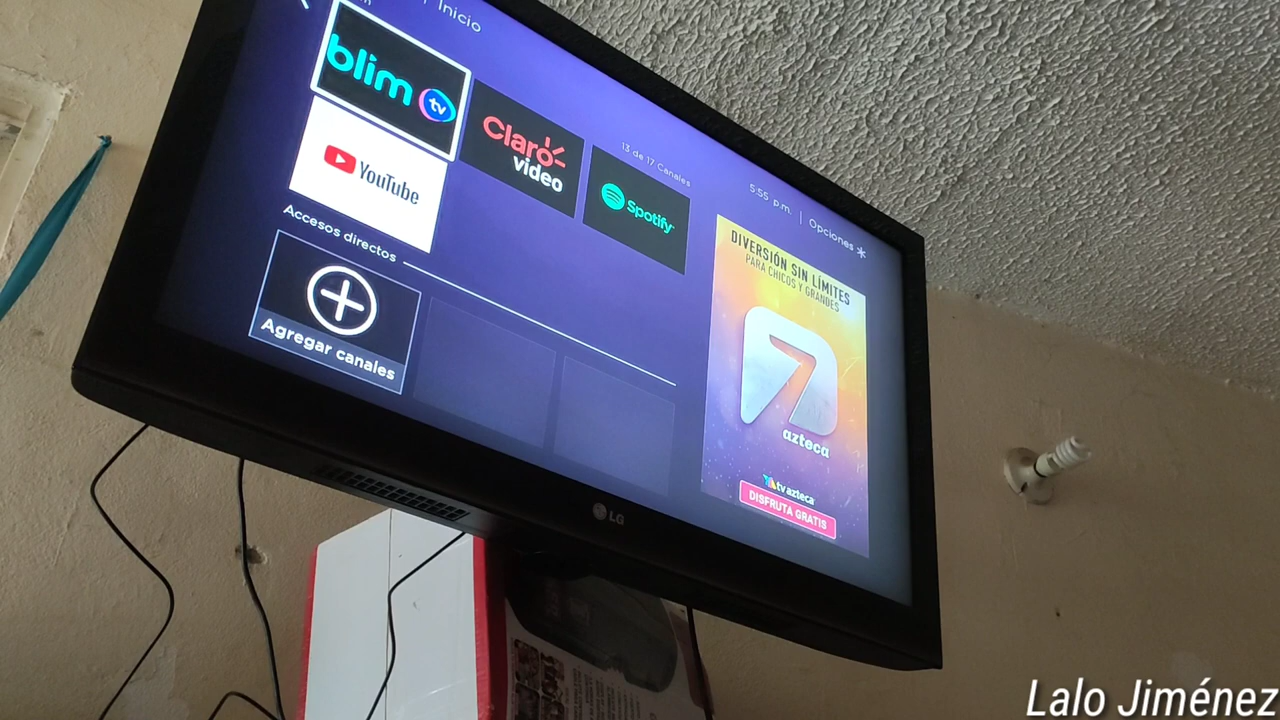 Inicio
blim tv
Claro video
13 de 17 Canales
Spotify
5:55 p.m. | Opciones
YouTube
Accesos directos
Agregar canales
DIVERSIÓN SIN LÍMITES
PARA CHICOS Y GRANDES
7
azteca
tv azteca
DISFRUTA GRATIS
LG
Lalo Jiménez